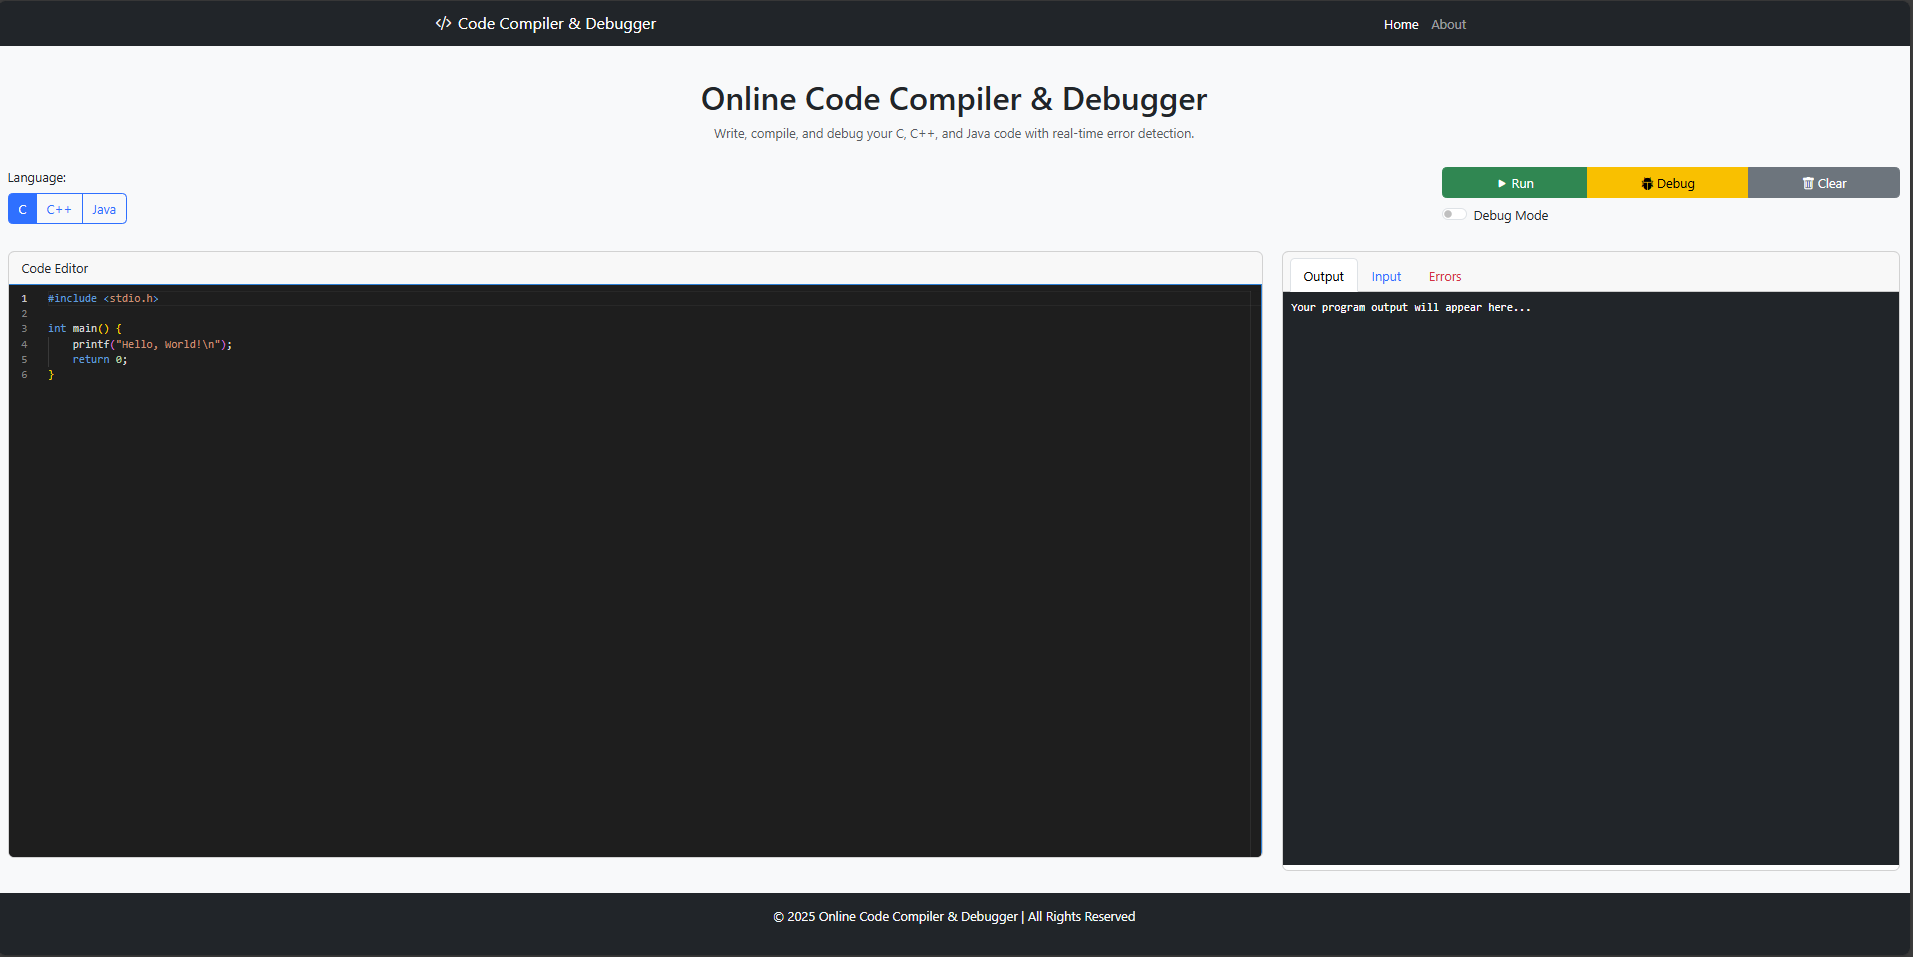 </> Code Compiler & Debugger
Home About
Online Code Compiler & Debugger
Write, compile, and debug your C, C++, and Java code with real-time error detection.
Language:
C C++ Java
Run Debug Clear
Debug Mode
Code Editor
1 #include <stdio.h>
2
3 int main() {
4     printf("Hello, World!\n");
5     return 0;
6 }
Output Input Errors
Your program output will appear here...
© 2025 Online Code Compiler & Debugger | All Rights Reserved